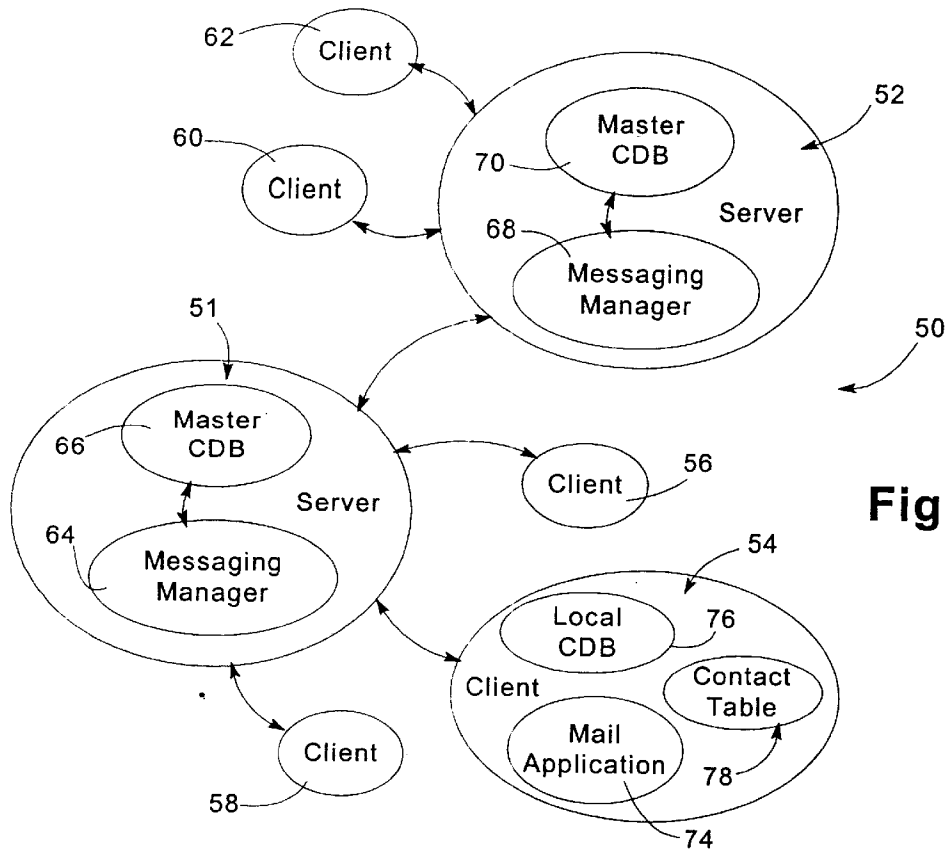 62
Client
52
Master
CDB
60
70
Client
Server
68
Messaging
Manager
51
50
Master
CDB
66
56
Client
Server
Fig
64
54
Messaging
Manager
Local
CDB
76
Contact
Table
Client
Mail
Application
Client
78
58
74